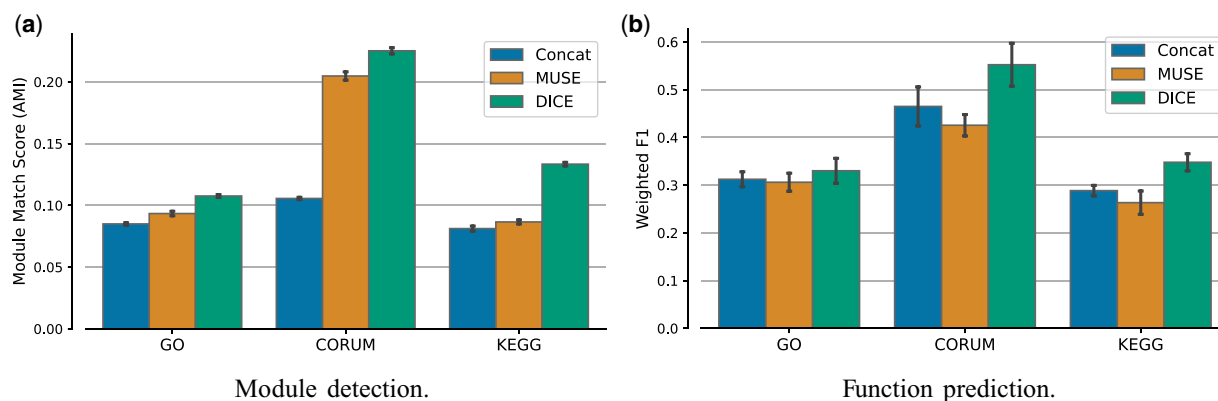 (a)
Module Match Score (AMI)
0.20
0.15
0.10
0.05
0.00
Concat
MUSE
DICE
GO
CORUM
KEGG
Module detection.
(b)
Weighted F1
0.6
0.5
0.4
0.3
0.2
0.1
0.0
Concat
MUSE
DICE
GO
CORUM
KEGG
Function prediction.